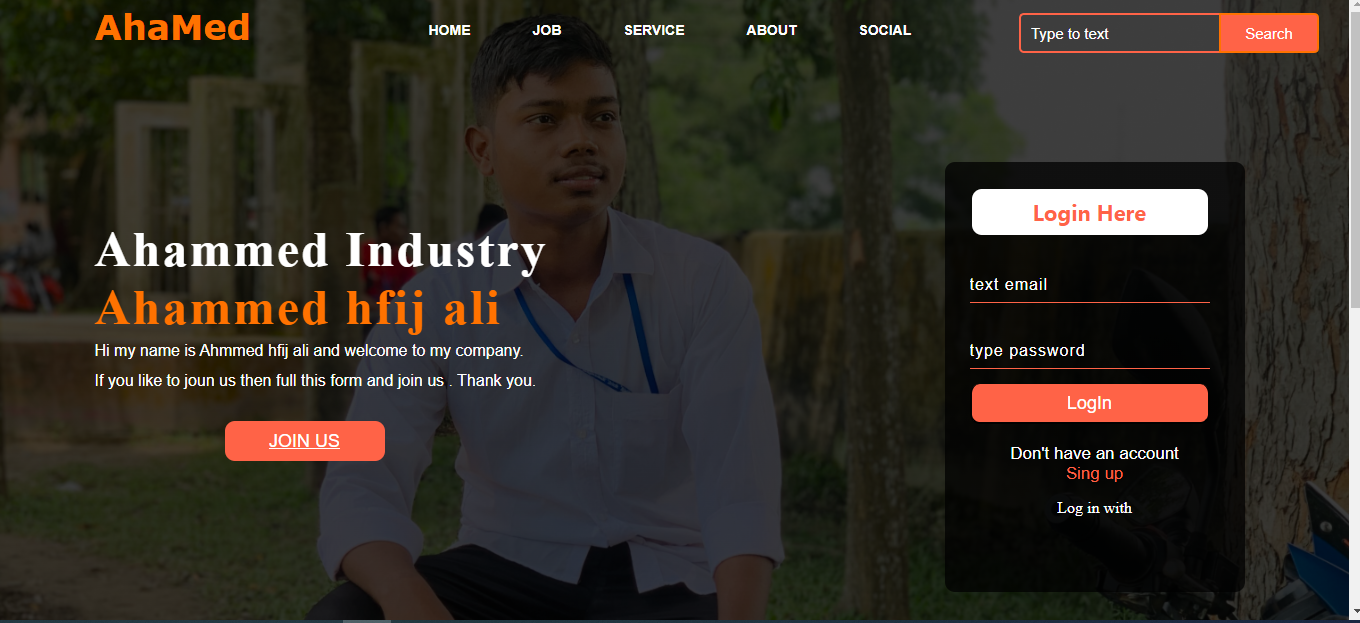 AhaMed
HOME JOB SERVICE ABOUT SOCIAL
Type to text Search
Ahammed Industry
Ahammed hfij ali
Hi my name is Ahmmed hfij ali and welcome to my company.
If you like to joun us then full this form and join us . Thank you.
JOIN US
Login Here
text email
type password
LogIn
Don't have an account
Sing up
Log in with